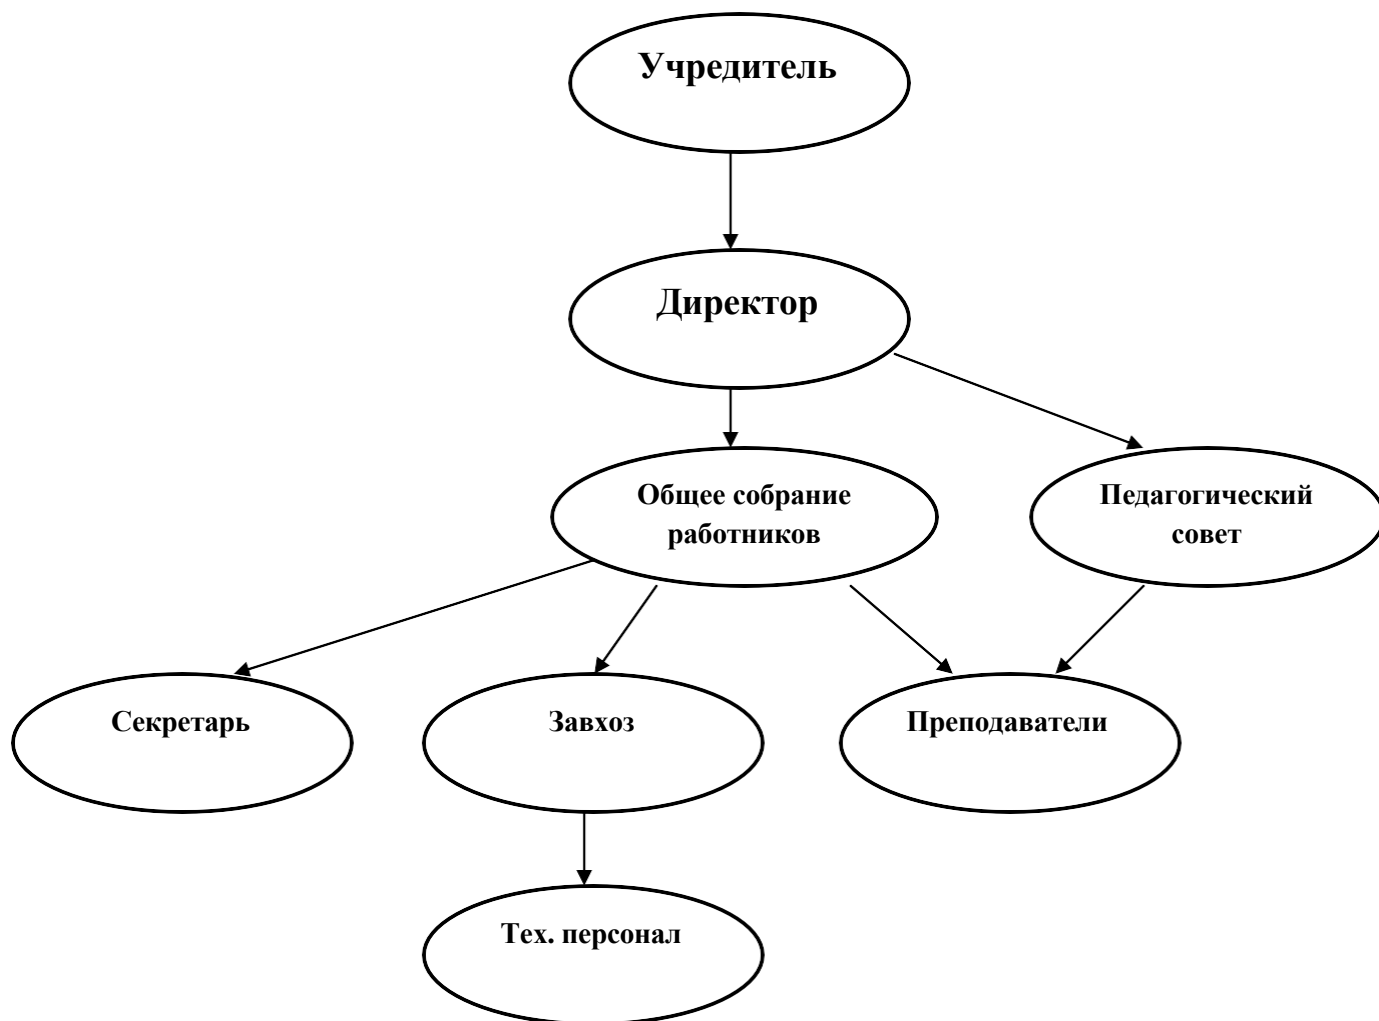 Учредитель
Директор
Общее собрание
работников
Педагогический
совет
Секретарь
Завхоз
Преподаватели
Тех. персонал